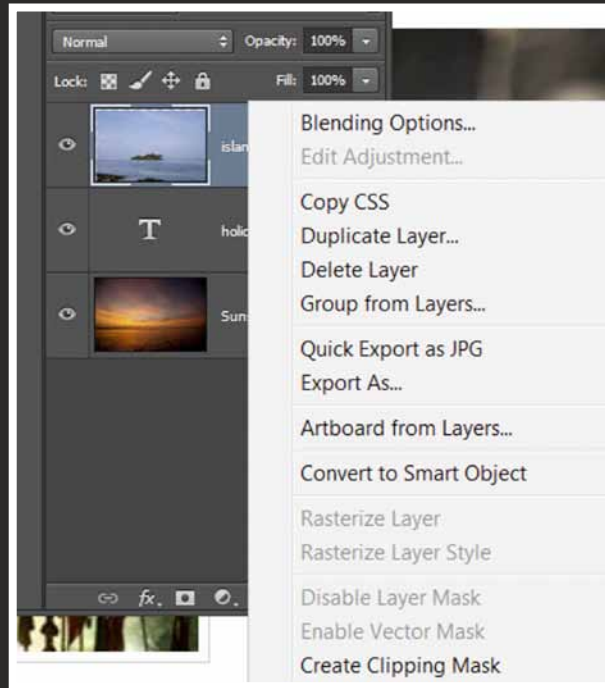 Normal
Opacity: 100%
Lock:
Fill: 100%
T
fx.
Blending Options...
Edit Adjustment...
Copy CSS
Duplicate Layer...
Delete Layer
Group from Layers...
Quick Export as JPG
Export As...
Artboard from Layers...
Convert to Smart Object
Rasterize Layer
Rasterize Layer Style
Disable Layer Mask
Enable Vector Mask
Create Clipping Mask